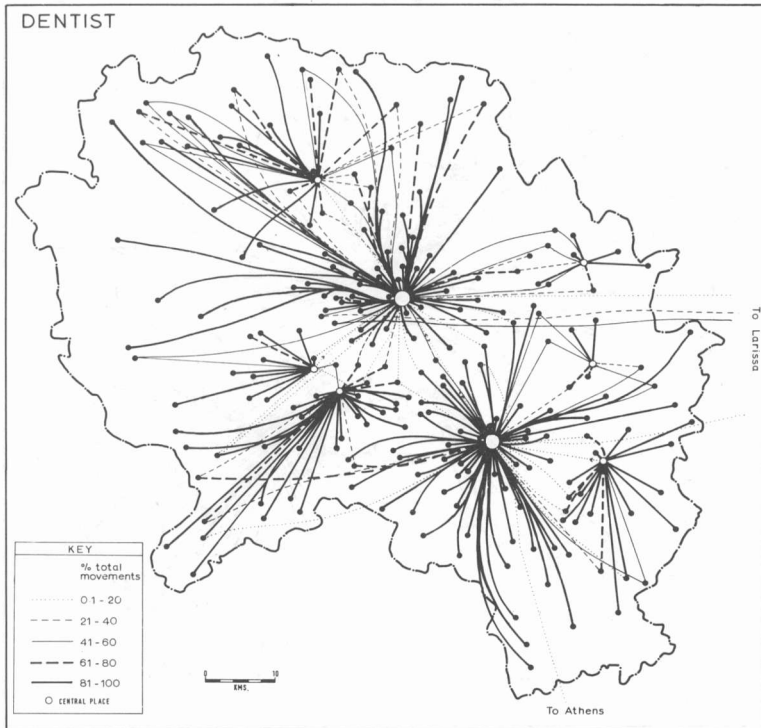 DENTIST
To Larissa
KEY
% total
movements
0.1 - 20
21 - 40
41 - 60
61 - 80
81 - 100
CENTRAL PLACE
0 10
KMS.
To Athens